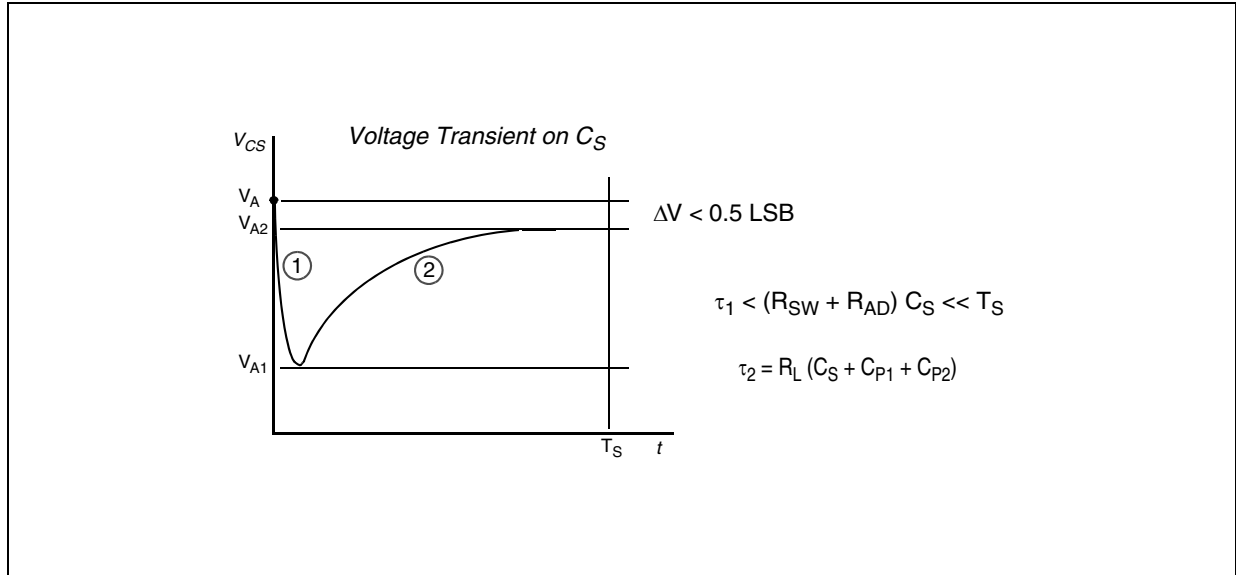 Voltage Transient on CS
VCS
VA
VA2
ΔV < 0.5 LSB
1
2
τ1 < (RSW + RAD) CS << TS
VA1
τ2 = RL (CS + CP1 + CP2)
TS
t